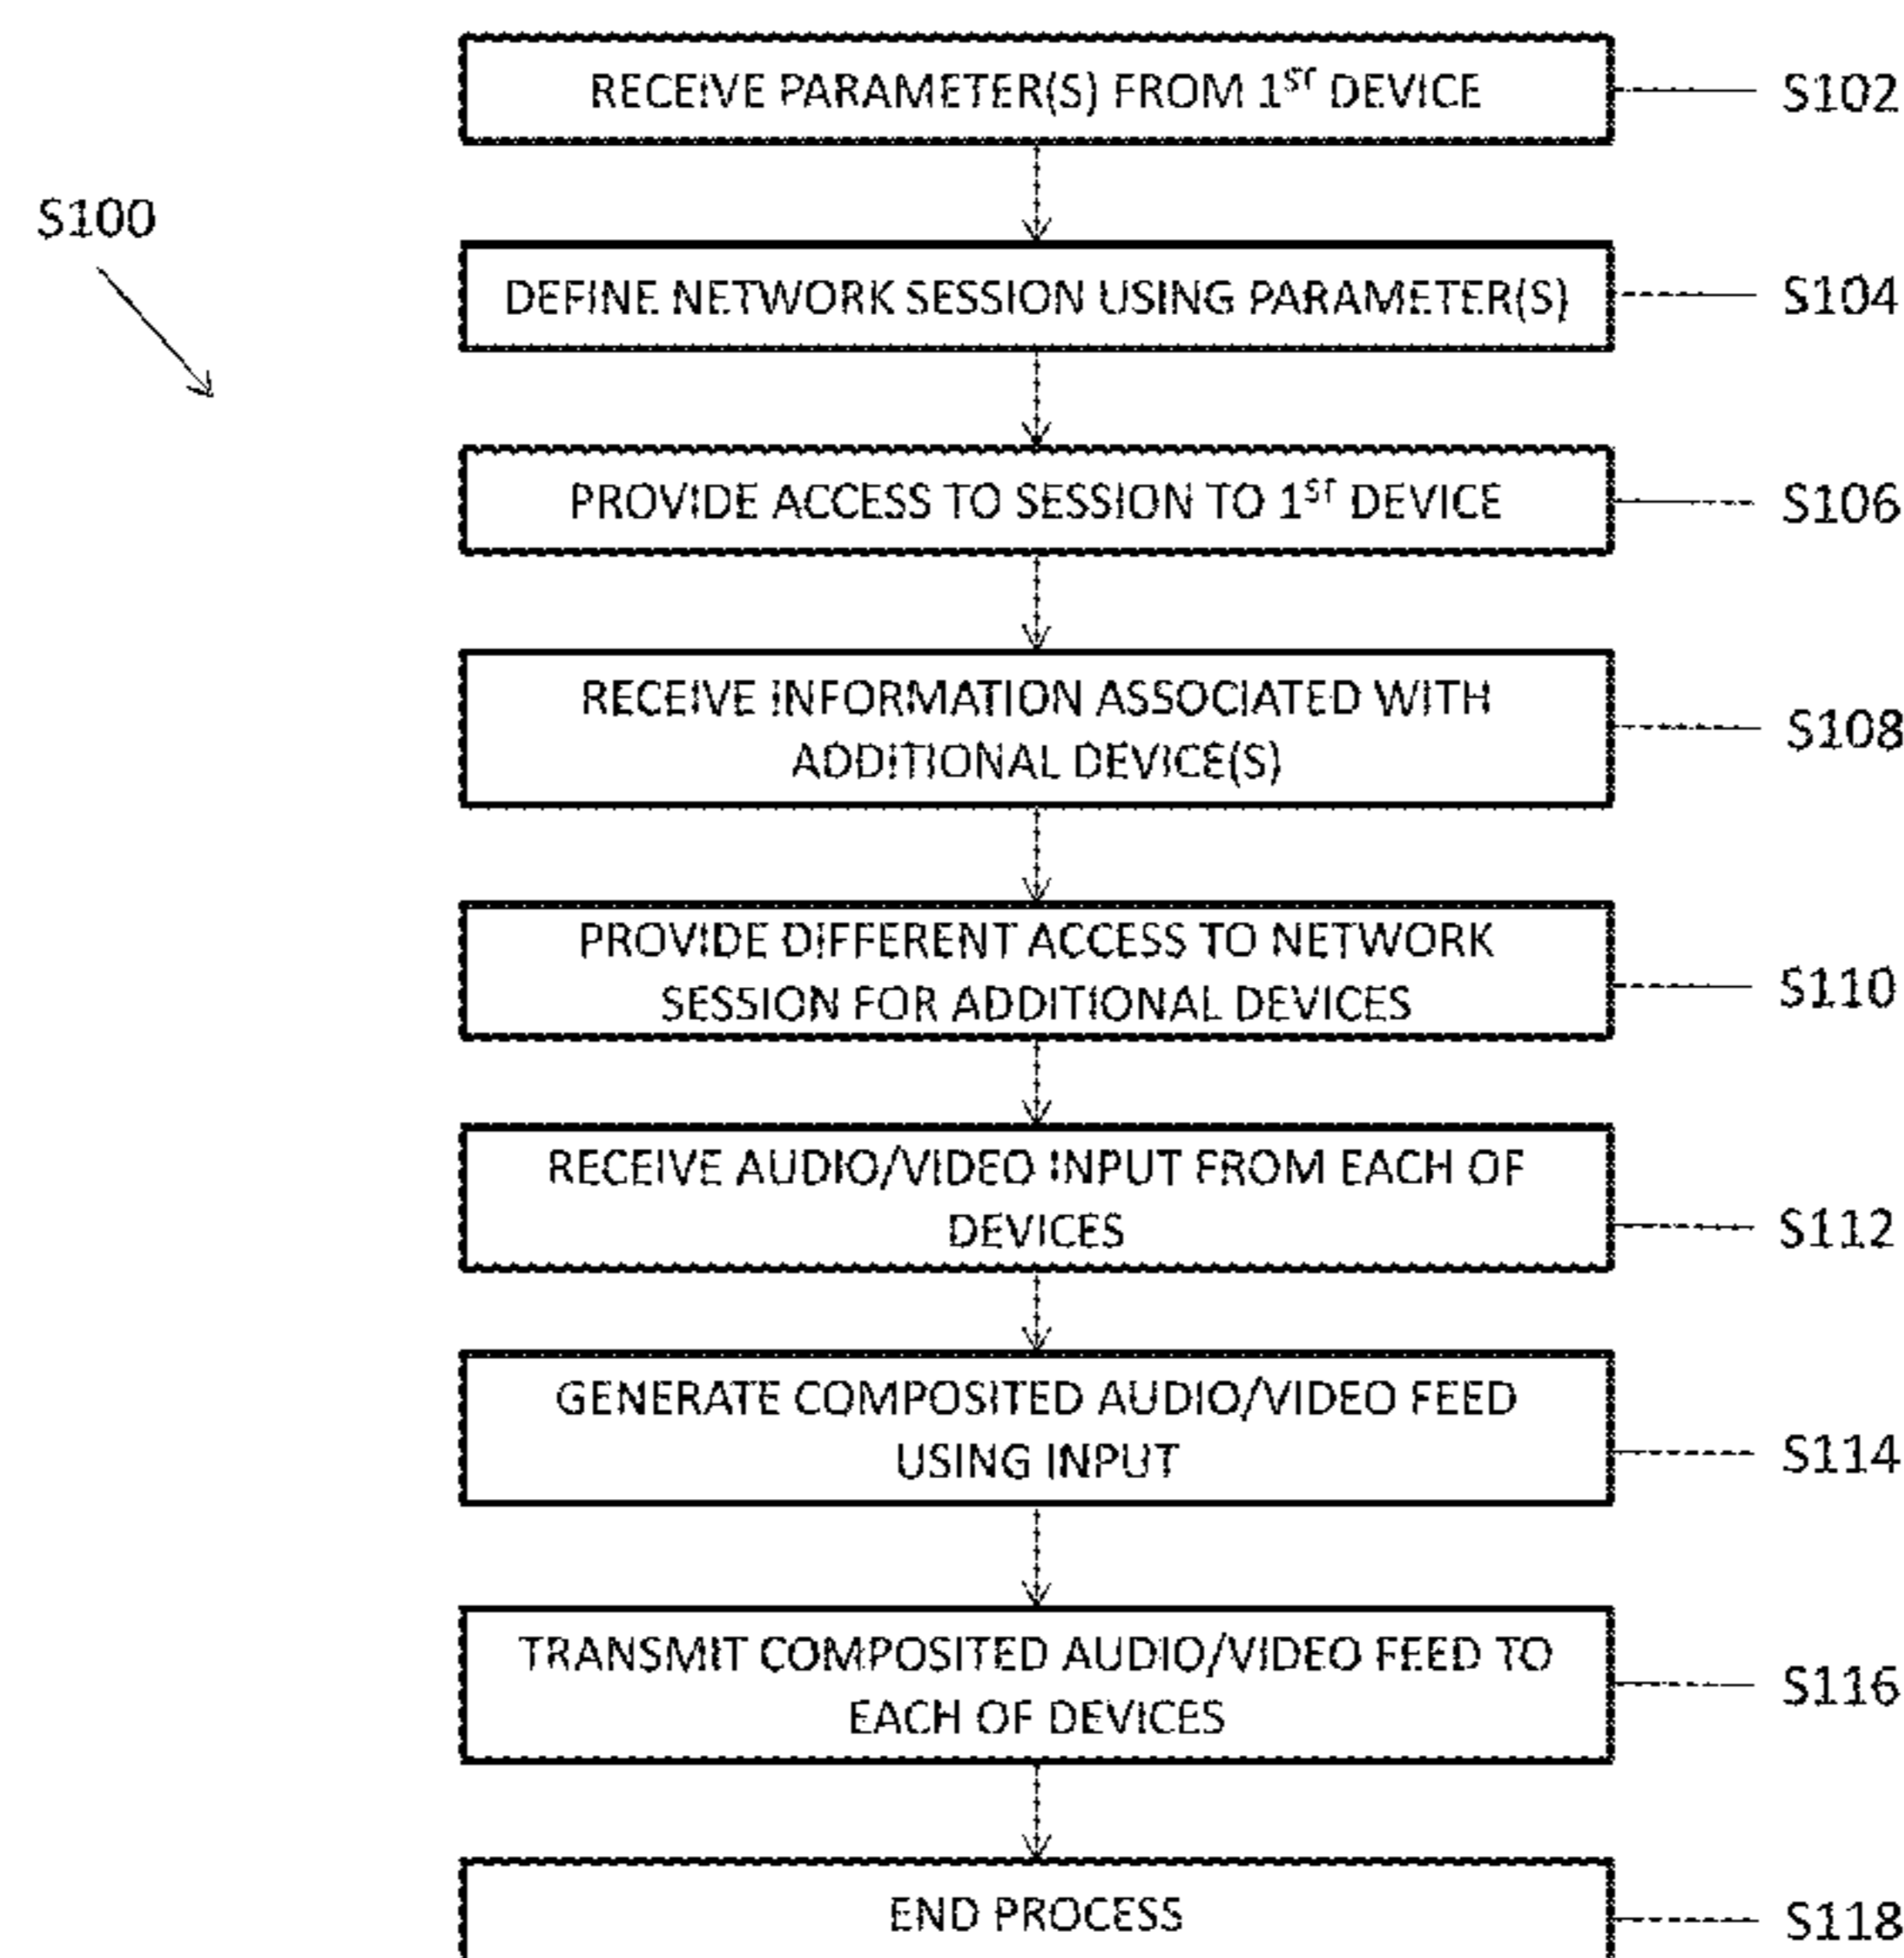 RECEIVE PARAMETER(S) FROM 1ST DEVICE
S102
S100
DEFINE NETWORK SESSION USING PARAMETER(S)
S104
PROVIDE ACCESS TO SESSION TO 1ST DEVICE
S106
RECEIVE INFORMATION ASSOCIATED WITH
ADDITIONAL DEVICE(S)
S108
PROVIDE DIFFERENT ACCESS TO NETWORK
SESSION FOR ADDITIONAL DEVICES
S110
RECEIVE AUDIO/VIDEO INPUT FROM EACH OF
DEVICES
S112
GENERATE COMPOSITED AUDIO/VIDEO FEED
USING INPUT
S114
TRANSMIT COMPOSITED AUDIO/VIDEO FEED TO
EACH OF DEVICES
S116
END PROCESS
S118